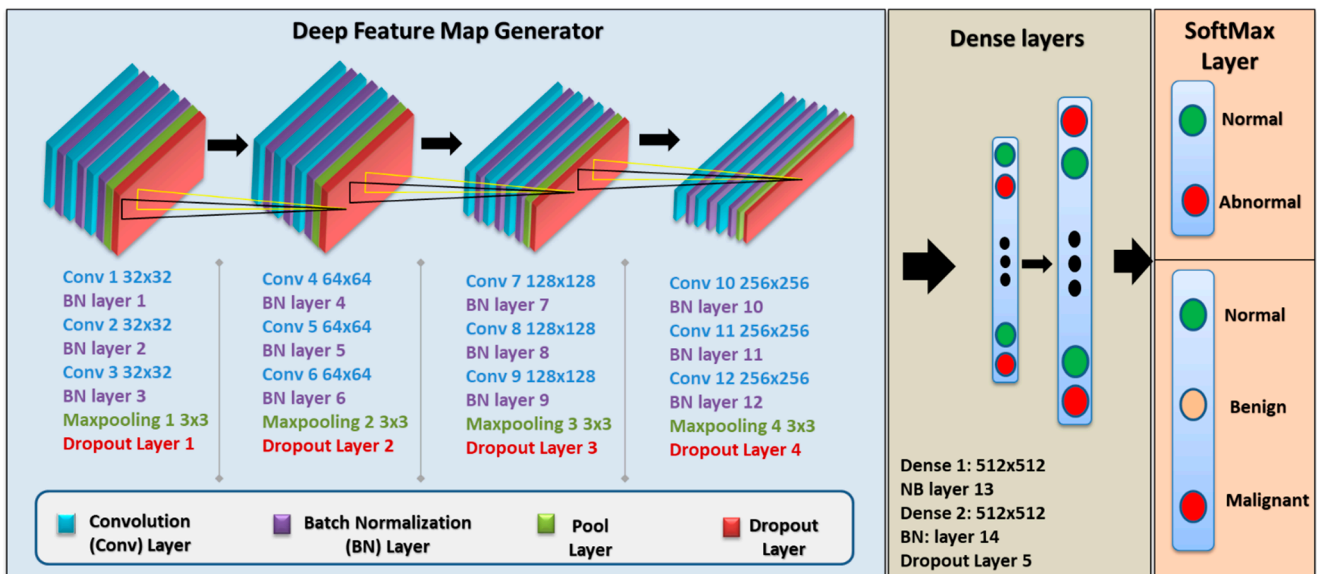 Deep Feature Map Generator
Conv 1 32x32
BN layer 1
Conv 2 32x32
BN layer 2
Conv 3 32x32
BN layer 3
Maxpooling 1 3x3
Dropout Layer 1
Conv 4 64x64
BN layer 4
Conv 5 64x64
BN layer 5
Conv 6 64x64
BN layer 6
Maxpooling 2 3x3
Dropout Layer 2
Conv 7 128x128
BN layer 7
Conv 8 128x128
BN layer 8
Conv 9 128x128
BN layer 9
Maxpooling 3 3x3
Dropout Layer 3
Conv 10 256x256
BN layer 10
Conv 11 256x256
BN layer 11
Conv 12 256x256
BN layer 12
Maxpooling 4 3x3
Dropout Layer 4
Convolution
(Conv) Layer
Batch Normalization
(BN) Layer
Pool
Layer
Dropout
Layer
Dense layers
Dense 1: 512x512
NB layer 13
Dense 2: 512x512
BN: layer 14
Dropout Layer 5
SoftMax
Layer
Normal
Abnormal
Normal
Benign
Malignant